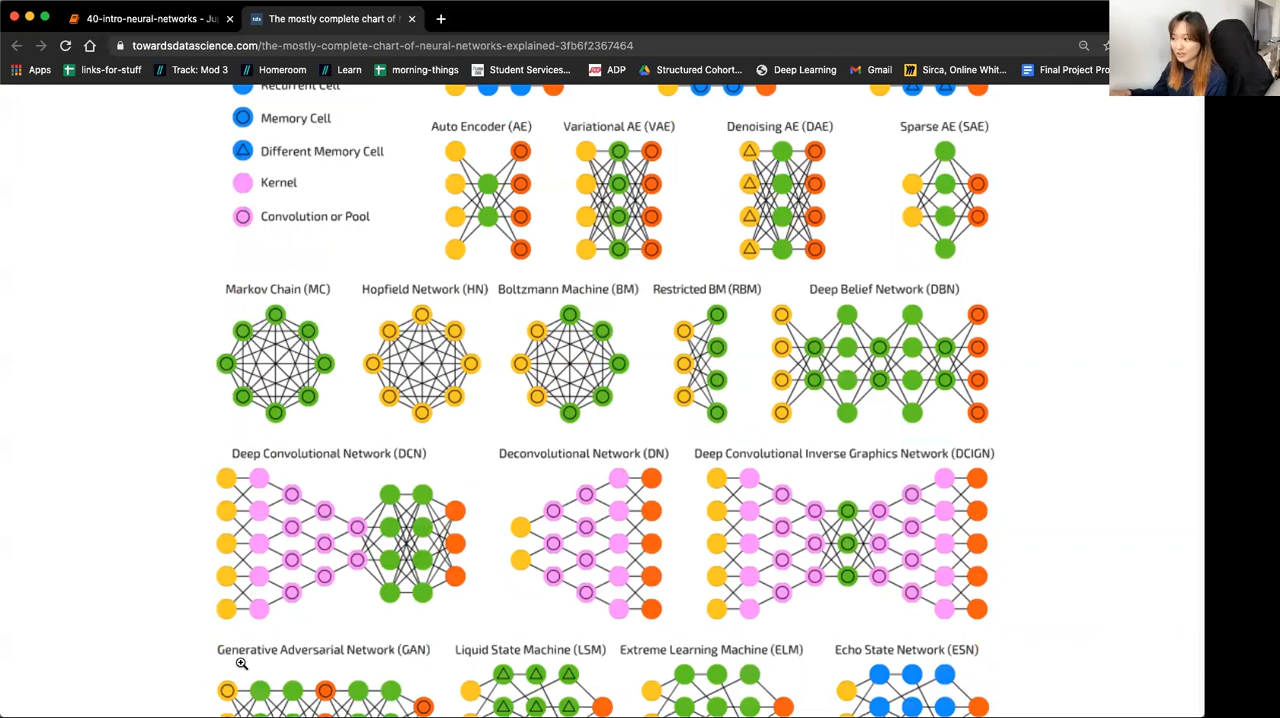 40-intro-neural-networks - Ju
The mostly complete chart of
towardsdatascience.com/the-mostly-complete-chart-of-neural-networks-explained-3fb6f2367464
Apps
links-for-stuff
Track: Mod 3
Homeroom
Learn
morning-things
Student Services...
ADP
Structured Cohort...
Deep Learning
Gmail
Sirca, Online Whit...
Final Project Pro
Recurrent Cell
Memory Cell
Different Memory Cell
Kernel
Convolution or Pool
Auto Encoder (AE)
Variational AE (VAE)
Denoising AE (DAE)
Sparse AE (SAE)
Markov Chain (MC)
Hopfield Network (HN)
Boltzmann Machine (BM)
Restricted BM (RBM)
Deep Belief Network (DBN)
Deep Convolutional Network (DCN)
Deconvolutional Network (DN)
Deep Convolutional Inverse Graphics Network (DCIGN)
Generative Adversarial Network (GAN)
Liquid State Machine (LSM)
Extreme Learning Machine (ELM)
Echo State Network (ESN)